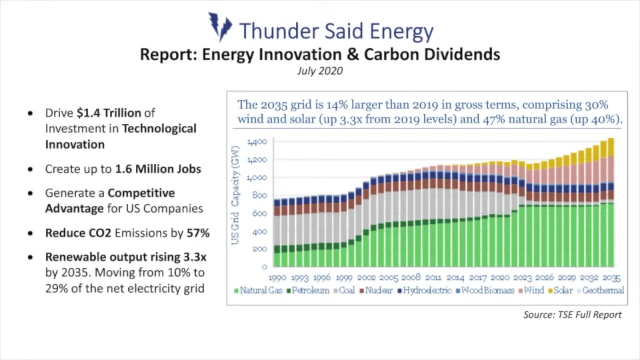 Thunder Said Energy
Report: Energy Innovation & Carbon Dividends
July 2020
• Drive $1.4 Trillion of
Investment in Technological
Innovation
• Create up to 1.6 Million Jobs
• Generate a Competitive
Advantage for US Companies
• Reduce CO2 Emissions by 57%
• Renewable output rising 3.3x
by 2035. Moving from 10% to
29% of the net electricity grid
The 2035 grid is 14% larger than 2019 in gross terms, comprising 30%
wind and solar (up 3.3x from 2019 levels) and 47% natural gas (up 40%).
US Grid Capacity (GW)
1,400
1,200
1,000
800
600
400
200
0
1990 1993 1996 1999 2002 2005 2008 2011 2014 2017 2020 2023 2026 2029 2032 2035
Natural Gas Petroleum Coal Nuclear Hydroelectric Wood Biomass Wind Solar Geothermal
Source: TSE Full Report